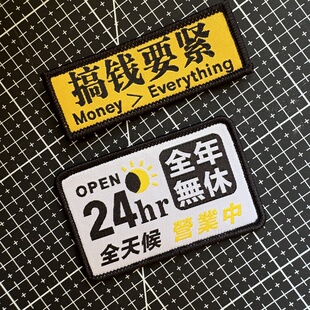 搞钱要紧
Money > Everything
OPEN
24hr
全天候
全年
無休
營業中